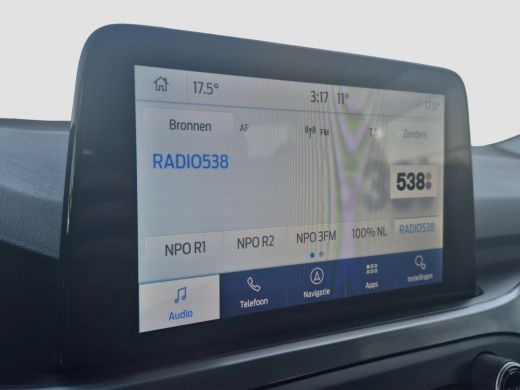 17.5° 3:17 11° 17.0°
Bronnen AF FM TA Zenders
RADIO538
538
NPO R1 NPO R2 NPO 3FM 100% NL RADIO538
Audio Telefoon Navigatie Apps Instellingen